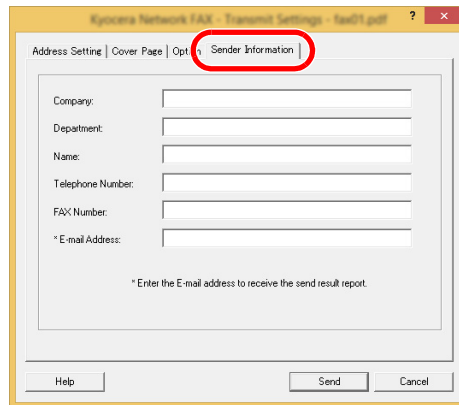 Kyocera Network FAX - Transmit Settings - fax01.pdf ? ×
Address Setting Cover Page Sender Information
Company:
Department:
Name:
Telephone Number:
FAX Number:
* E-mail Address:
* Enter the E-mail address to receive the send result report.
Help Send Cancel